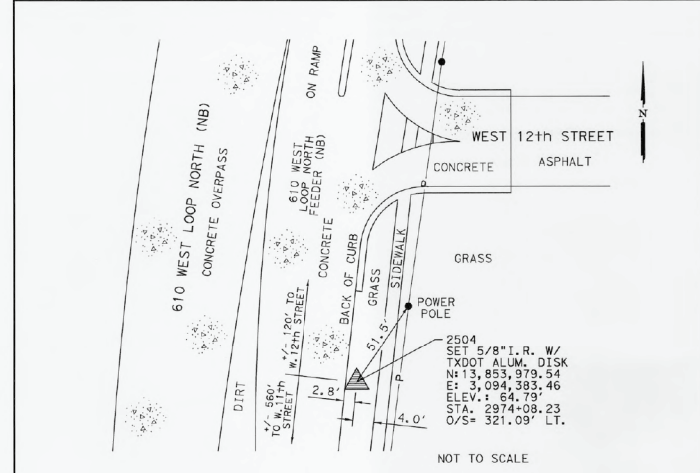 610 WEST LOOP NORTH (NB)
CONCRETE OVERPASS
ON RAMP
610 WEST
LOOP NORTH
FEEDER (NB)
CONCRETE
N
WEST 12th STREET
CONCRETE
ASPHALT
P
BACK OF CURB
GRASS
SIDEWALK
GRASS
POWER
POLE
51.5'
+/- 120' TO
W.12th STREET
DIRT
+/- 560'
TO W.11th
STREET
2.8'
P
4.0'
2504
SET 5/8"I.R. W/
TXDOT ALUM. DISK
N:13,853,979.54
E: 3,094,383.46
ELEV.: 64.79'
STA. 2974+08.23
O/S= 321.09' LT.
NOT TO SCALE